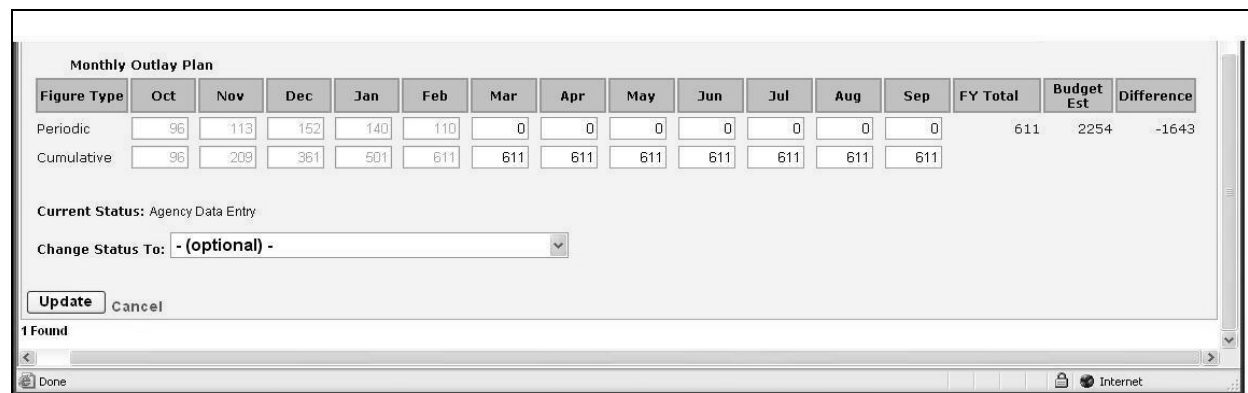 Monthly Outlay Plan
Figure Type Oct Nov Dec Jan Feb Mar Apr May Jun Jul Aug Sep FY Total Budget Est Difference
Periodic 96 113 152 140 110 0 0 0 0 0 0 0 611 2254 -1643
Cumulative 96 209 361 501 611 611 611 611 611 611 611 611
Current Status: Agency Data Entry
Change Status To: - (optional) -
Update Cancel
1 Found
Done Internet